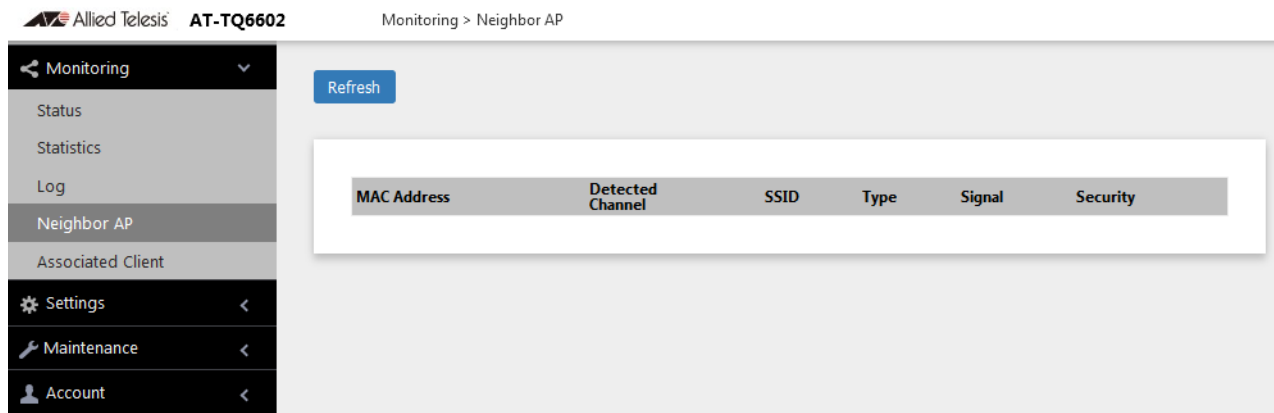 Allied Telesis AT-TQ6602 Monitoring > Neighbor AP
Monitoring
Refresh
Status
Statistics
Log
Neighbor AP
Associated Client
Settings
Maintenance
Account
MAC Address Detected Channel SSID Type Signal Security